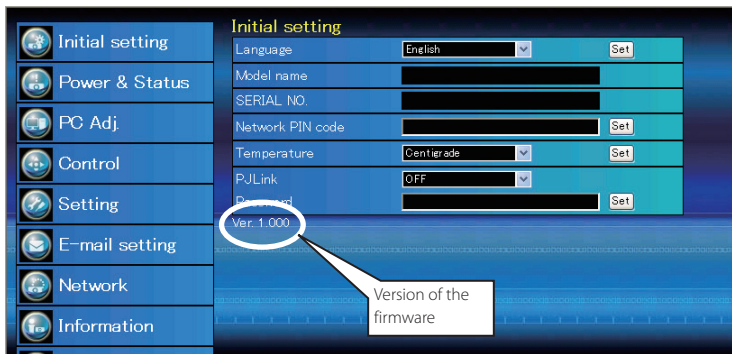 Initial setting
Power & Status
PC Adj.
Control
Setting
E-mail setting
Network
Information
Initial setting
Language English Set
Model name
SERIAL NO.
Network PIN code Set
Temperature Centigrade Set
PJLink OFF
Password Set
Ver. 1.000
Version of the
firmware